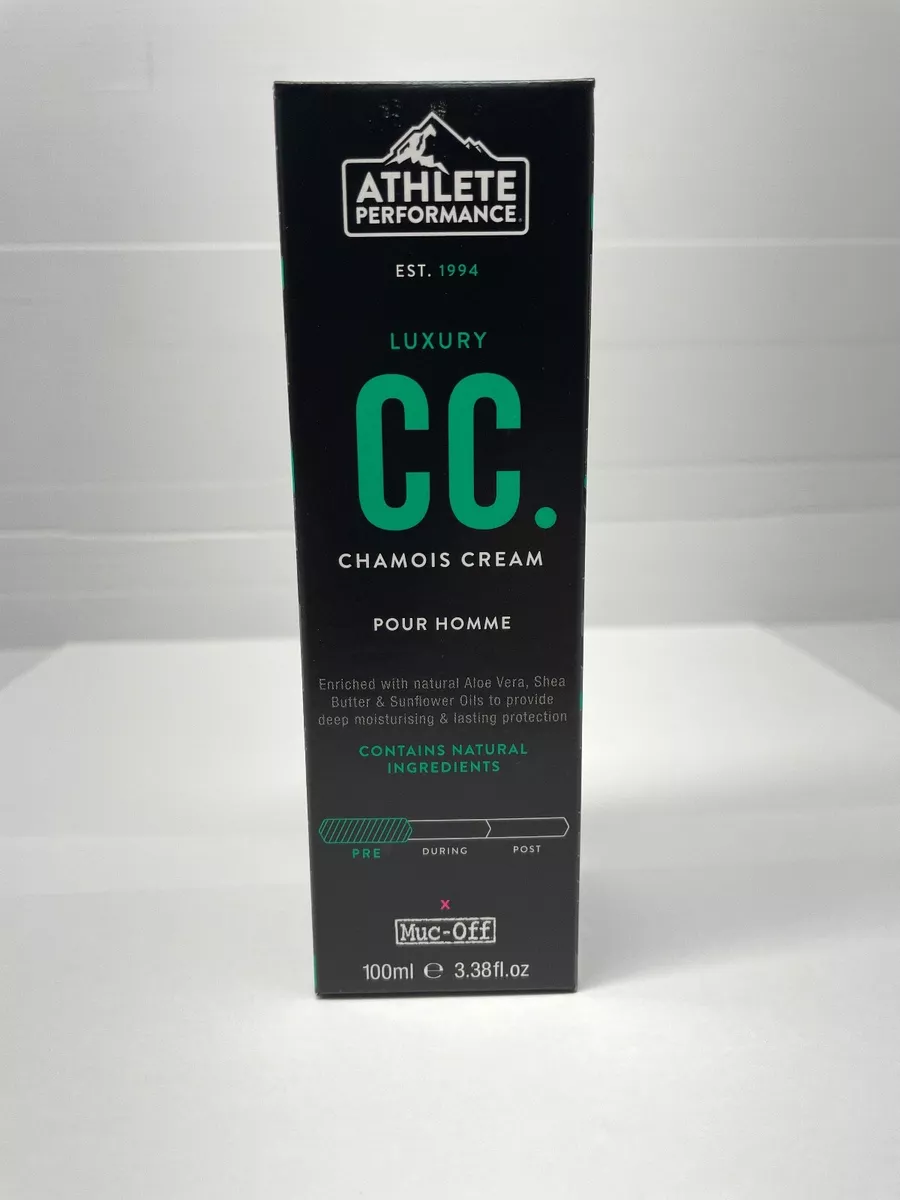 ATHLETE
PERFORMANCE
EST. 1994
LUXURY
CC.
CHAMOIS CREAM
POUR HOMME
Enriched with natural Aloe Vera, Shea
Butter & Sunflower Oils to provide
deep moisturising & lasting protection
CONTAINS NATURAL
INGREDIENTS
PRE DURING POST
x
Muc-Off
100ml ℮ 3.38fl.oz